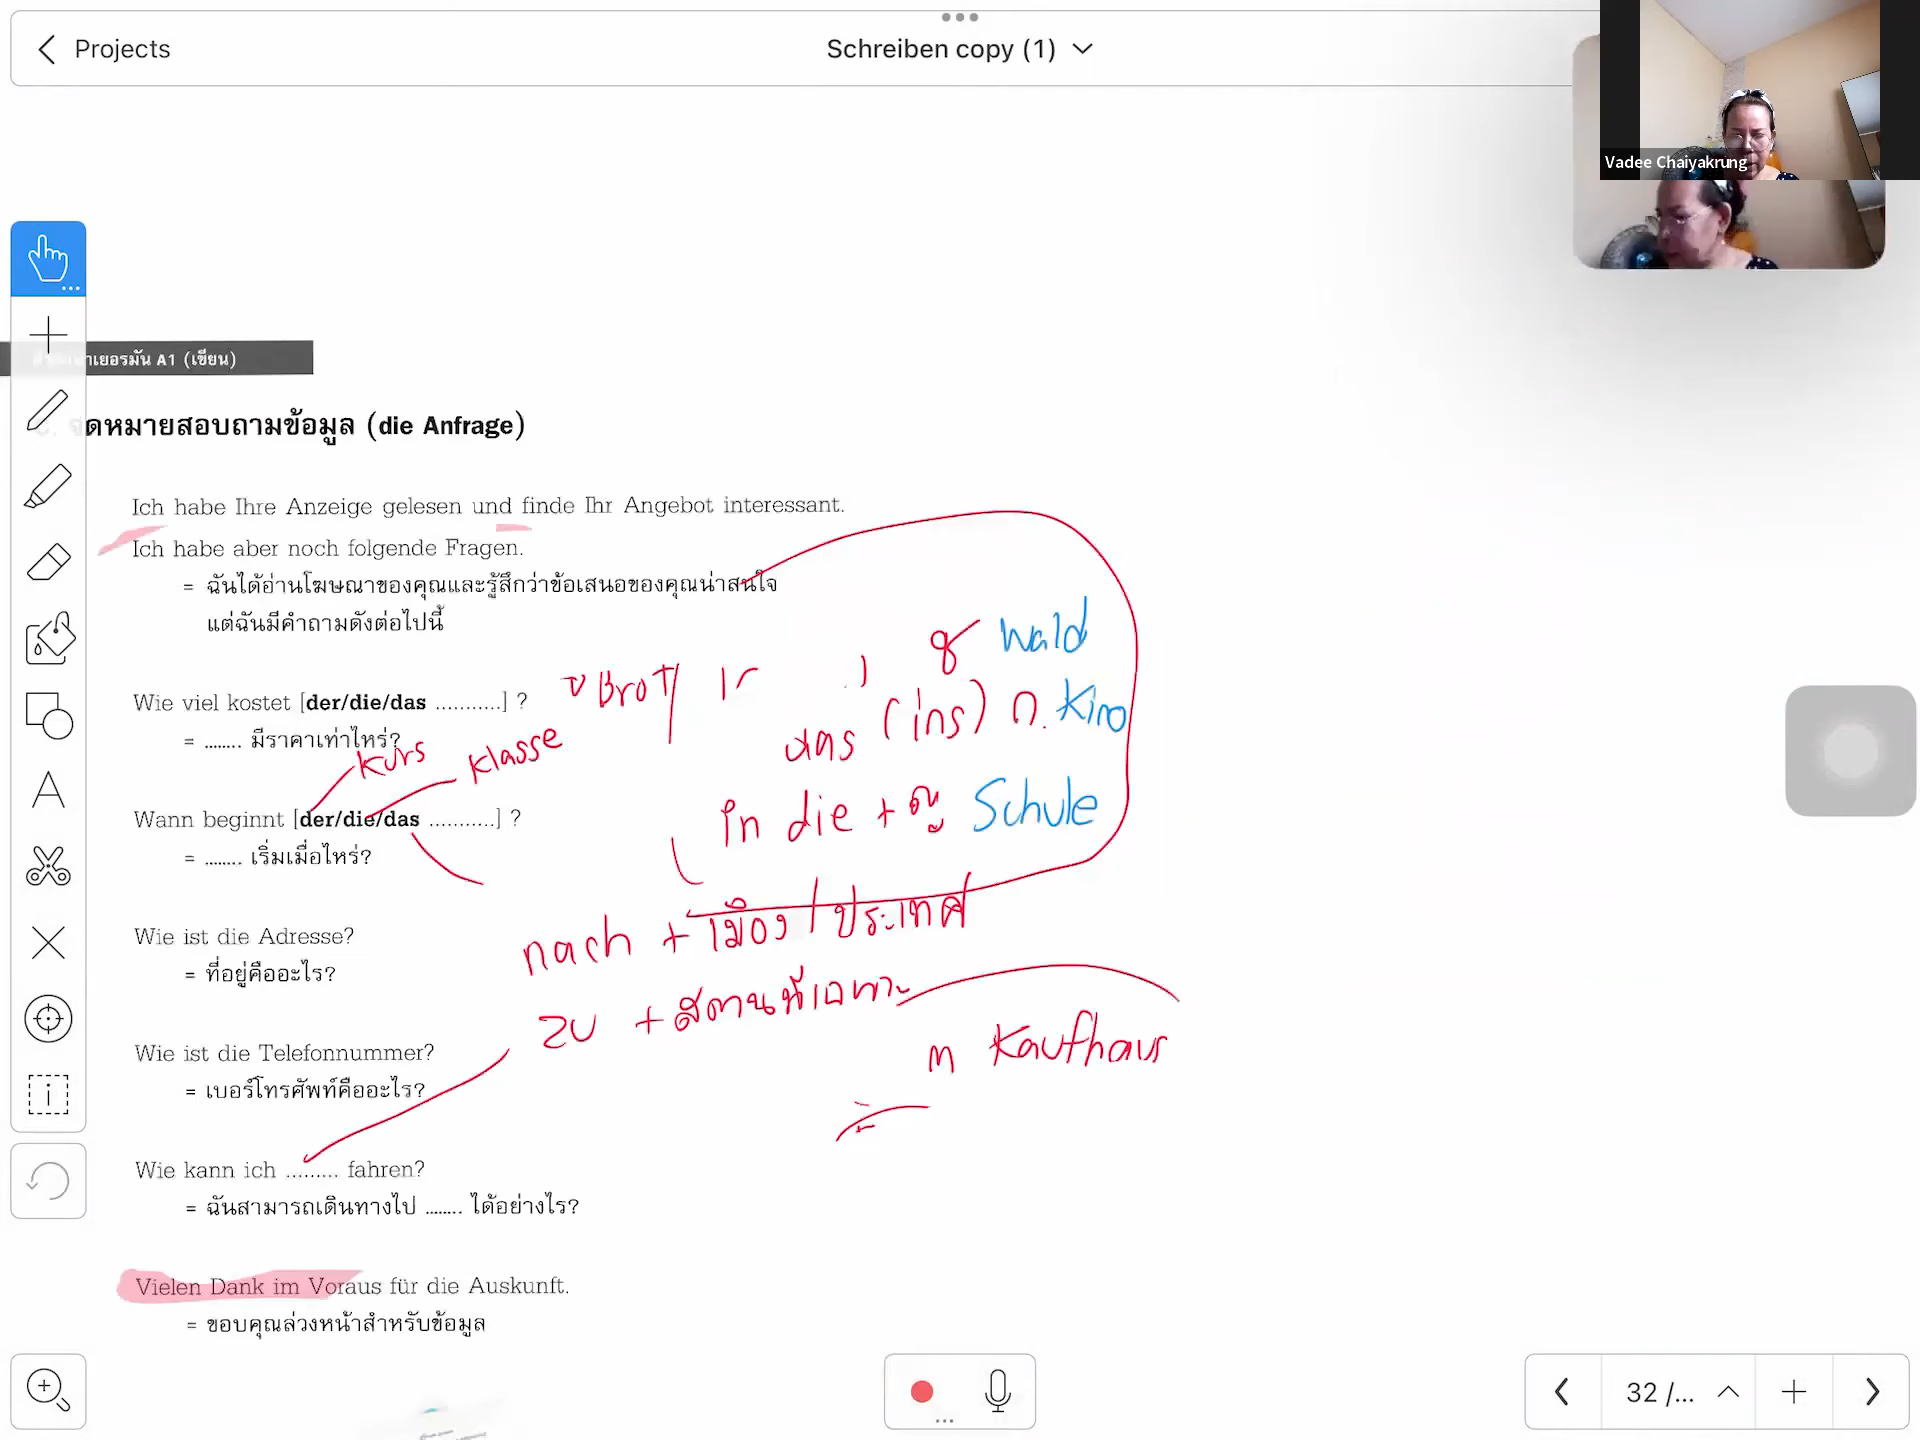 Projects
Schreiben copy (1)
Vadee Chaiyakrung
าเยอรมัน A1 (เขียน)
จดหมายสอบถามข้อมูล (die Anfrage)
Ich habe Ihre Anzeige gelesen und finde Ihr Angebot interessant.
Ich habe aber noch folgende Fragen.
= ฉันได้อ่านโฆษณาของคุณและรู้สึกว่าข้อเสนอของคุณน่าสนใจ
แต่ฉันมีคำถามดังต่อไปนี้
Wald
Wie viel kostet [der/die/das ...........] ?
Brot
= ........ มีราคาเท่าไหร่?
(ins) Kino
Kurs
Klasse
Wann beginnt [der/die/das ...........] ?
in die + Schule
= ........ เริ่มเมื่อไหร่?
nach + เมือง / ประเทศ
Wie ist die Adresse?
= ที่อยู่คืออะไร?
zu + สถานที่เฉพาะ
Kaufhaus
Wie ist die Telefonnummer?
= เบอร์โทรศัพท์คืออะไร?
Wie kann ich ......... fahren?
= ฉันสามารถเดินทางไป ........ ได้อย่างไร?
Vielen Dank im Voraus für die Auskunft.
= ขอบคุณล่วงหน้าสำหรับข้อมูล
32 /...